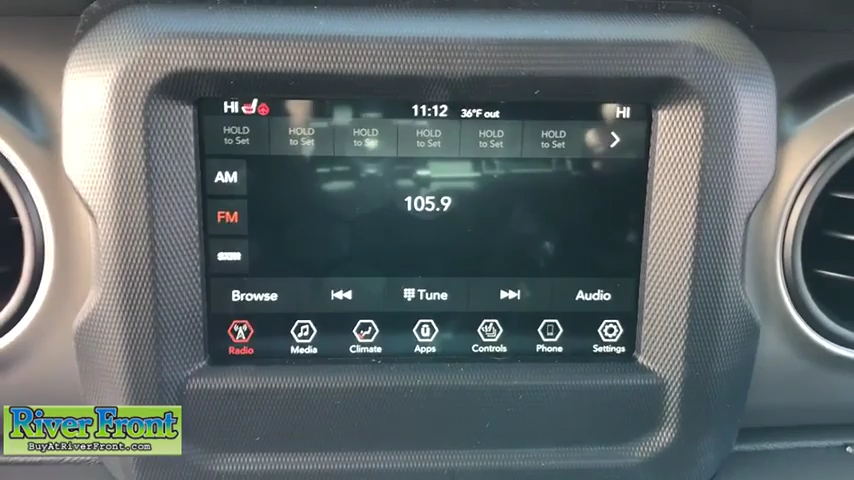 HI 11:12 36°F out HI
HOLD HOLD HOLD HOLD HOLD HOLD
to Set to Set to Set to Set to Set to Set
AM
105.9
FM
Browse Tune Audio
Radio Media Climate Apps Controls Phone Settings
River Front
BuyAtRiverFront.com